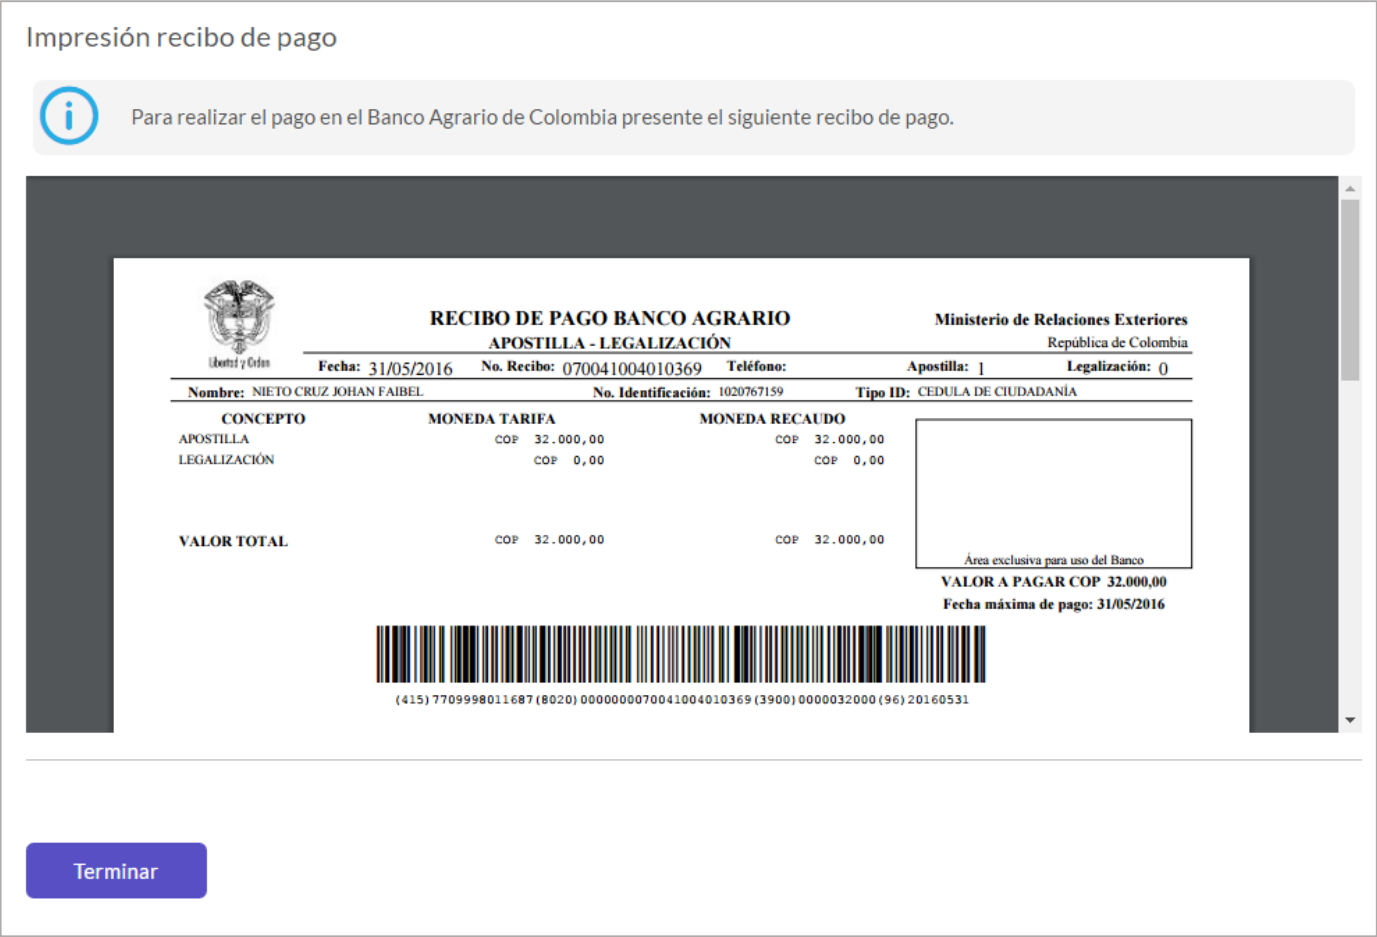 Impresión recibo de pago
Para realizar el pago en el Banco Agrario de Colombia presente el siguiente recibo de pago.
Libertad y Orden
RECIBO DE PAGO BANCO AGRARIO
APOSTILLA - LEGALIZACIÓN
Ministerio de Relaciones Exteriores
República de Colombia
Fecha: 31/05/2016 No. Recibo: 070041004010369 Teléfono: Apostilla: 1 Legalización: 0
Nombre: NIETO CRUZ JOHAN FAIBEL No. Identificación: 1020767159 Tipo ID: CEDULA DE CIUDADANÍA
CONCEPTO MONEDA TARIFA MONEDA RECAUDO
APOSTILLA COP 32.000,00 COP 32.000,00
LEGALIZACIÓN COP 0,00 COP 0,00
VALOR TOTAL COP 32.000,00 COP 32.000,00
Área exclusiva para uso del Banco
VALOR A PAGAR COP 32.000,00
Fecha máxima de pago: 31/05/2016
(415)7709998011687(8020)000000070041004010369(3900)0000032000(96)20160531
Terminar